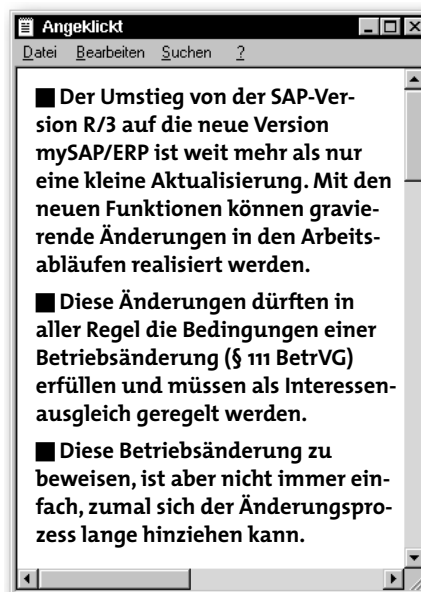 Angeklickt
Datei Bearbeiten Suchen ?
■ Der Umstieg von der SAP-Ver-
sion R/3 auf die neue Version
mySAP/ERP ist weit mehr als nur
eine kleine Aktualisierung. Mit den
neuen Funktionen können gravie-
rende Änderungen in den Arbeits-
abläufen realisiert werden.
■ Diese Änderungen dürften in
aller Regel die Bedingungen einer
Betriebsänderung (§ 111 BetrVG)
erfüllen und müssen als Interessen-
ausgleich geregelt werden.
■ Diese Betriebsänderung zu
beweisen, ist aber nicht immer ein-
fach, zumal sich der Änderungspro-
zess lange hinziehen kann.